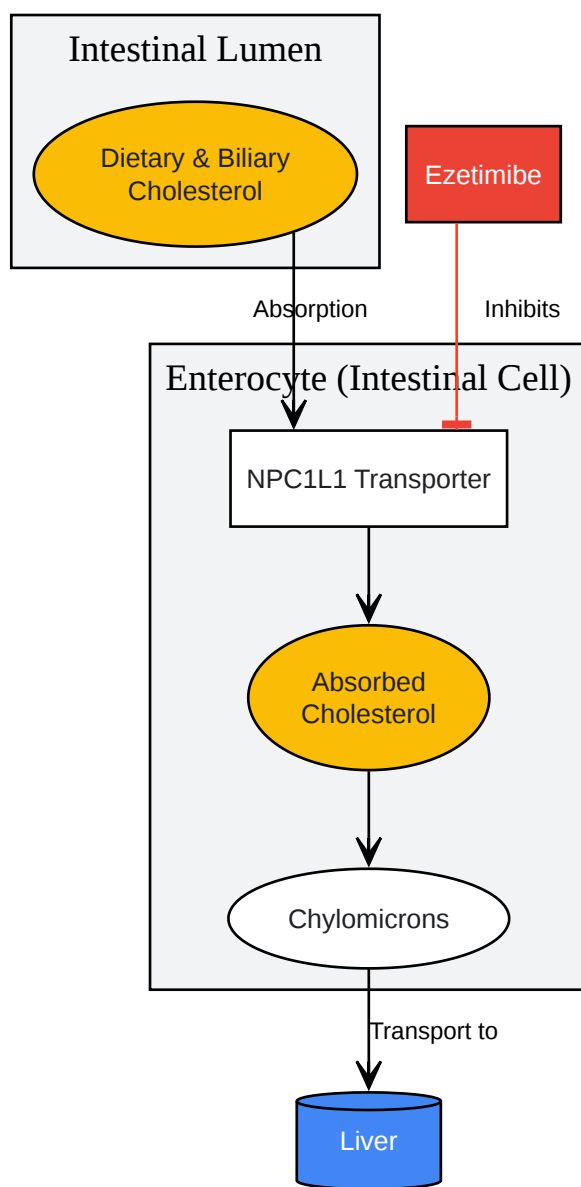 Intestinal Lumen
Dietary & Biliary
Cholesterol
Ezetimibe
Absorption
Inhibits
Enterocyte (Intestinal Cell)
NPC1L1 Transporter
Absorbed
Cholesterol
Chylomicrons
Transport to
Liver